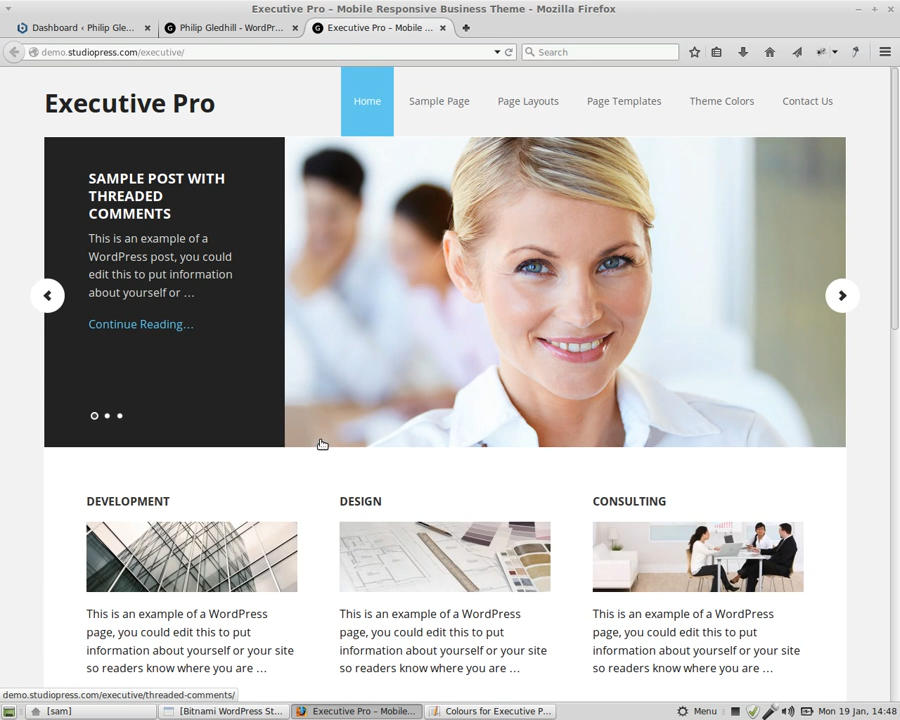 Executive Pro – Mobile Responsive Business Theme - Mozilla Firefox
Dashboard ‹ Philip Gle...
Philip Gledhill - WordPr...
Executive Pro – Mobile ...
demo.studiopress.com/executive/
Search
Executive Pro
Home
Sample Page
Page Layouts
Page Templates
Theme Colors
Contact Us
SAMPLE POST WITH
THREADED
COMMENTS
This is an example of a
WordPress post, you could
edit this to put information
about yourself or …
Continue Reading…
DEVELOPMENT
This is an example of a WordPress
page, you could edit this to put
information about yourself or your site
so readers know where you are …
DESIGN
This is an example of a WordPress
page, you could edit this to put
information about yourself or your site
so readers know where you are …
CONSULTING
This is an example of a WordPress
page, you could edit this to put
information about yourself or your site
so readers know where you are …
demo.studiopress.com/executive/threaded-comments/
[sam]
[Bitnami WordPress St...
Executive Pro – Mobile...
Colours for Executive P...
Menu
Mon 19 Jan, 14:48